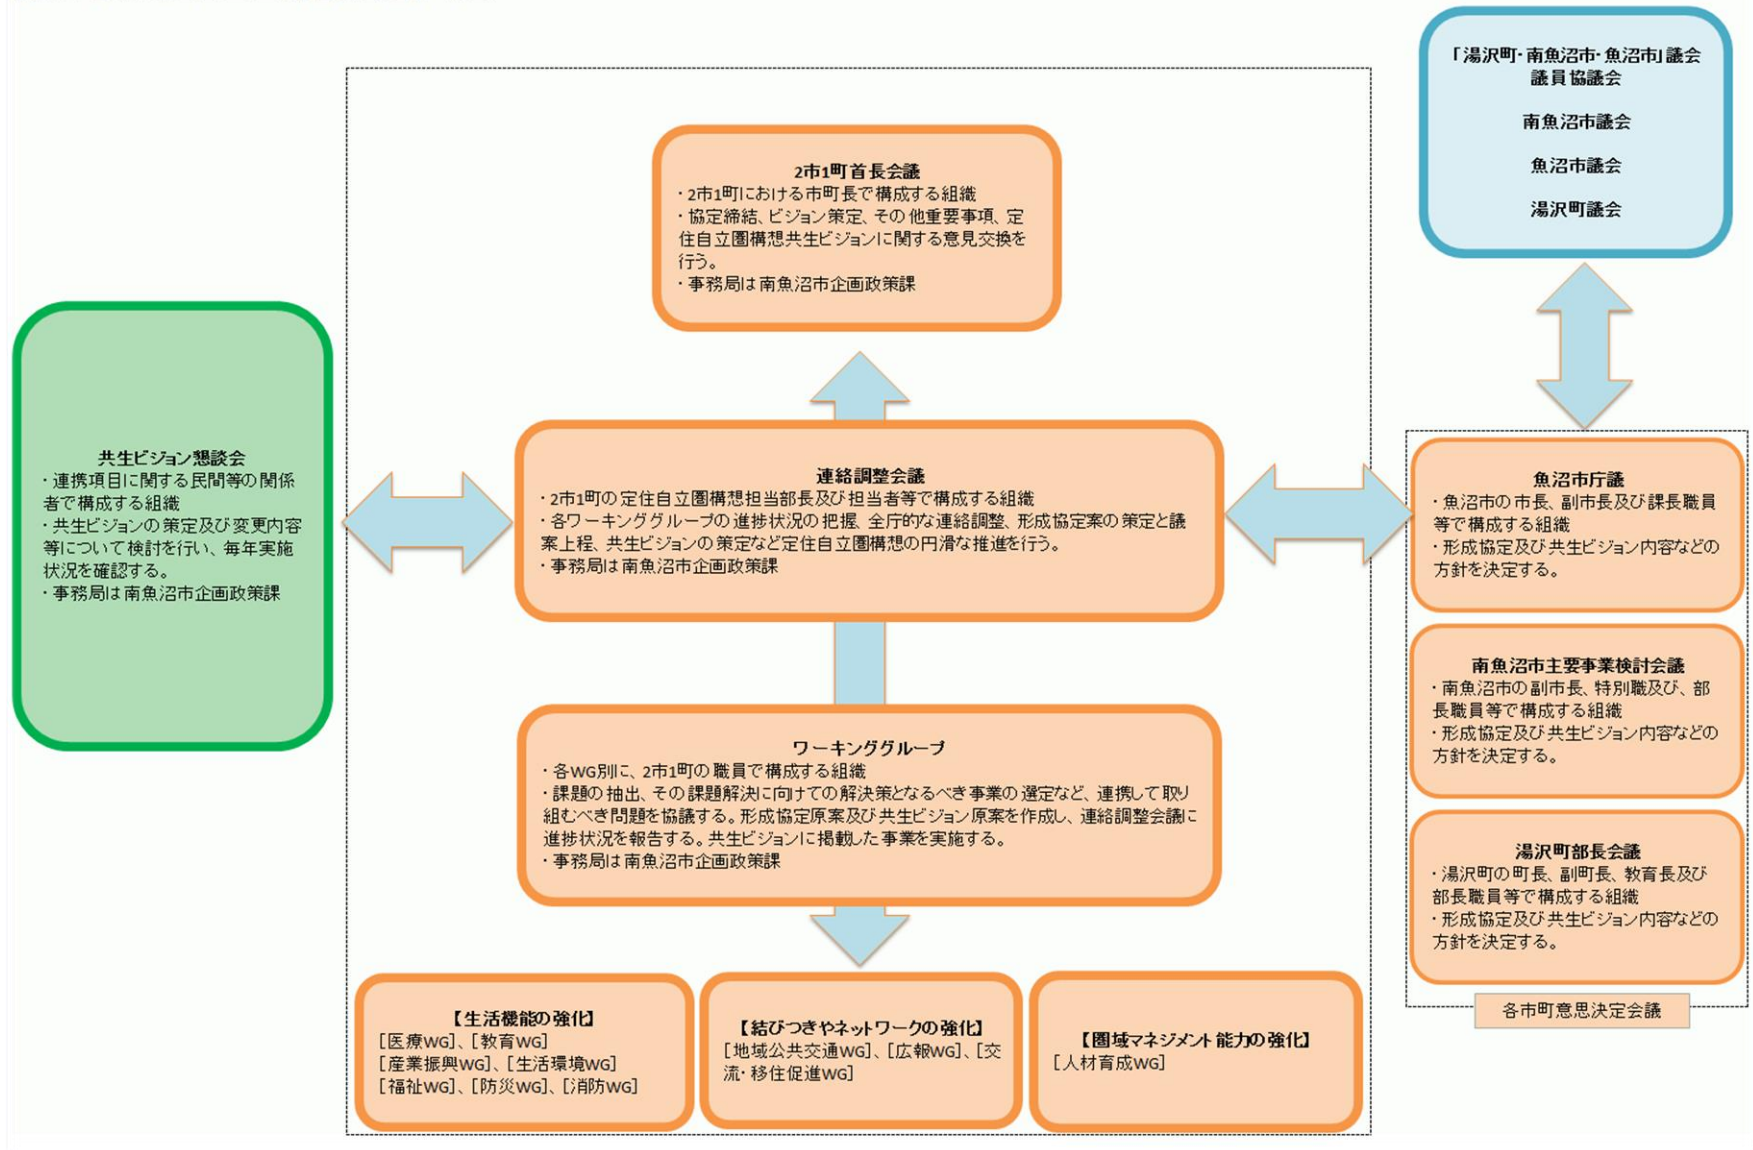 「湯沢町・南魚沼市・魚沼市」議会
議員協議会
南魚沼市議会
魚沼市議会
湯沢町議会
2市1町首長会議
・2市1町における市町長で構成する組織
・協定締結、ビジョン策定、その他重要事項、定
住自立圏構想共生ビジョンに関する意見交換を
行う。
・事務局は南魚沼市企画政策課
共生ビジョン懇談会
・連携項目に関する民間等の関係
者で構成する組織
・共生ビジョンの策定及び変更内容
等について検討を行い、毎年実施
状況を確認する。
・事務局は南魚沼市企画政策課
連絡調整会議
・2市1町の定住自立圏構想担当部長及び担当者等で構成する組織
・各ワーキンググループの進捗状況の把握、全庁的な連絡調整、形成協定案の策定と議
案上程、共生ビジョンの策定など定住自立圏構想の円滑な推進を行う。
・事務局は南魚沼市企画政策課
魚沼市庁議
・魚沼市の市長、副市長及び課長職員
等で構成する組織
・形成協定及び共生ビジョン内容などの
方針を決定する。
南魚沼市主要事業検討会議
・南魚沼市の副市長、特別職及び、部
長職員等で構成する組織
・形成協定及び共生ビジョン内容などの
方針を決定する。
湯沢町部長会議
・湯沢町の町長、副町長、教育長及び
部長職員等で構成する組織
・形成協定及び共生ビジョン内容などの
方針を決定する。
各市町意思決定会議
ワーキンググループ
・各WG別に、2市1町の職員で構成する組織
・課題の抽出、その課題解決に向けての解決策となるべき事業の選定など、連携して取り
組むべき問題を協議する。形成協定原案及び共生ビジョン原案を作成し、連絡調整会議に
進捗状況を報告する。共生ビジョンに掲載した事業を実施する。
・事務局は南魚沼市企画政策課
【生活機能の強化】
[医療WG]、[教育WG]
[産業振興WG]、[生活環境WG]
[福祉WG]、[防災WG]、[消防WG]
【結びつきやネットワークの強化】
[地域公共交通WG]、[広報WG]、[交
流・移住促進WG]
【圏域マネジメント能力の強化】
[人材育成WG]